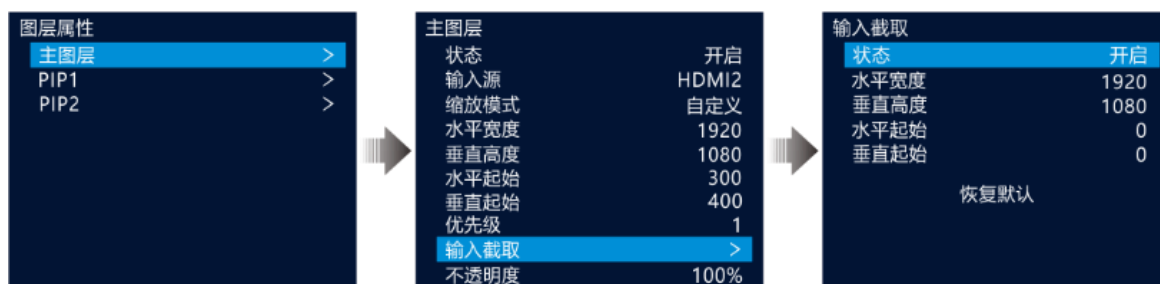 图层属性
主图层 >
PIP1 >
PIP2 >
主图层
状态 开启
输入源 HDMI2
缩放模式 自定义
水平宽度 1920
垂直高度 1080
水平起始 300
垂直起始 400
优先级 1
输入截取 >
不透明度 100%
输入截取
状态 开启
水平宽度 1920
垂直高度 1080
水平起始 0
垂直起始 0
恢复默认